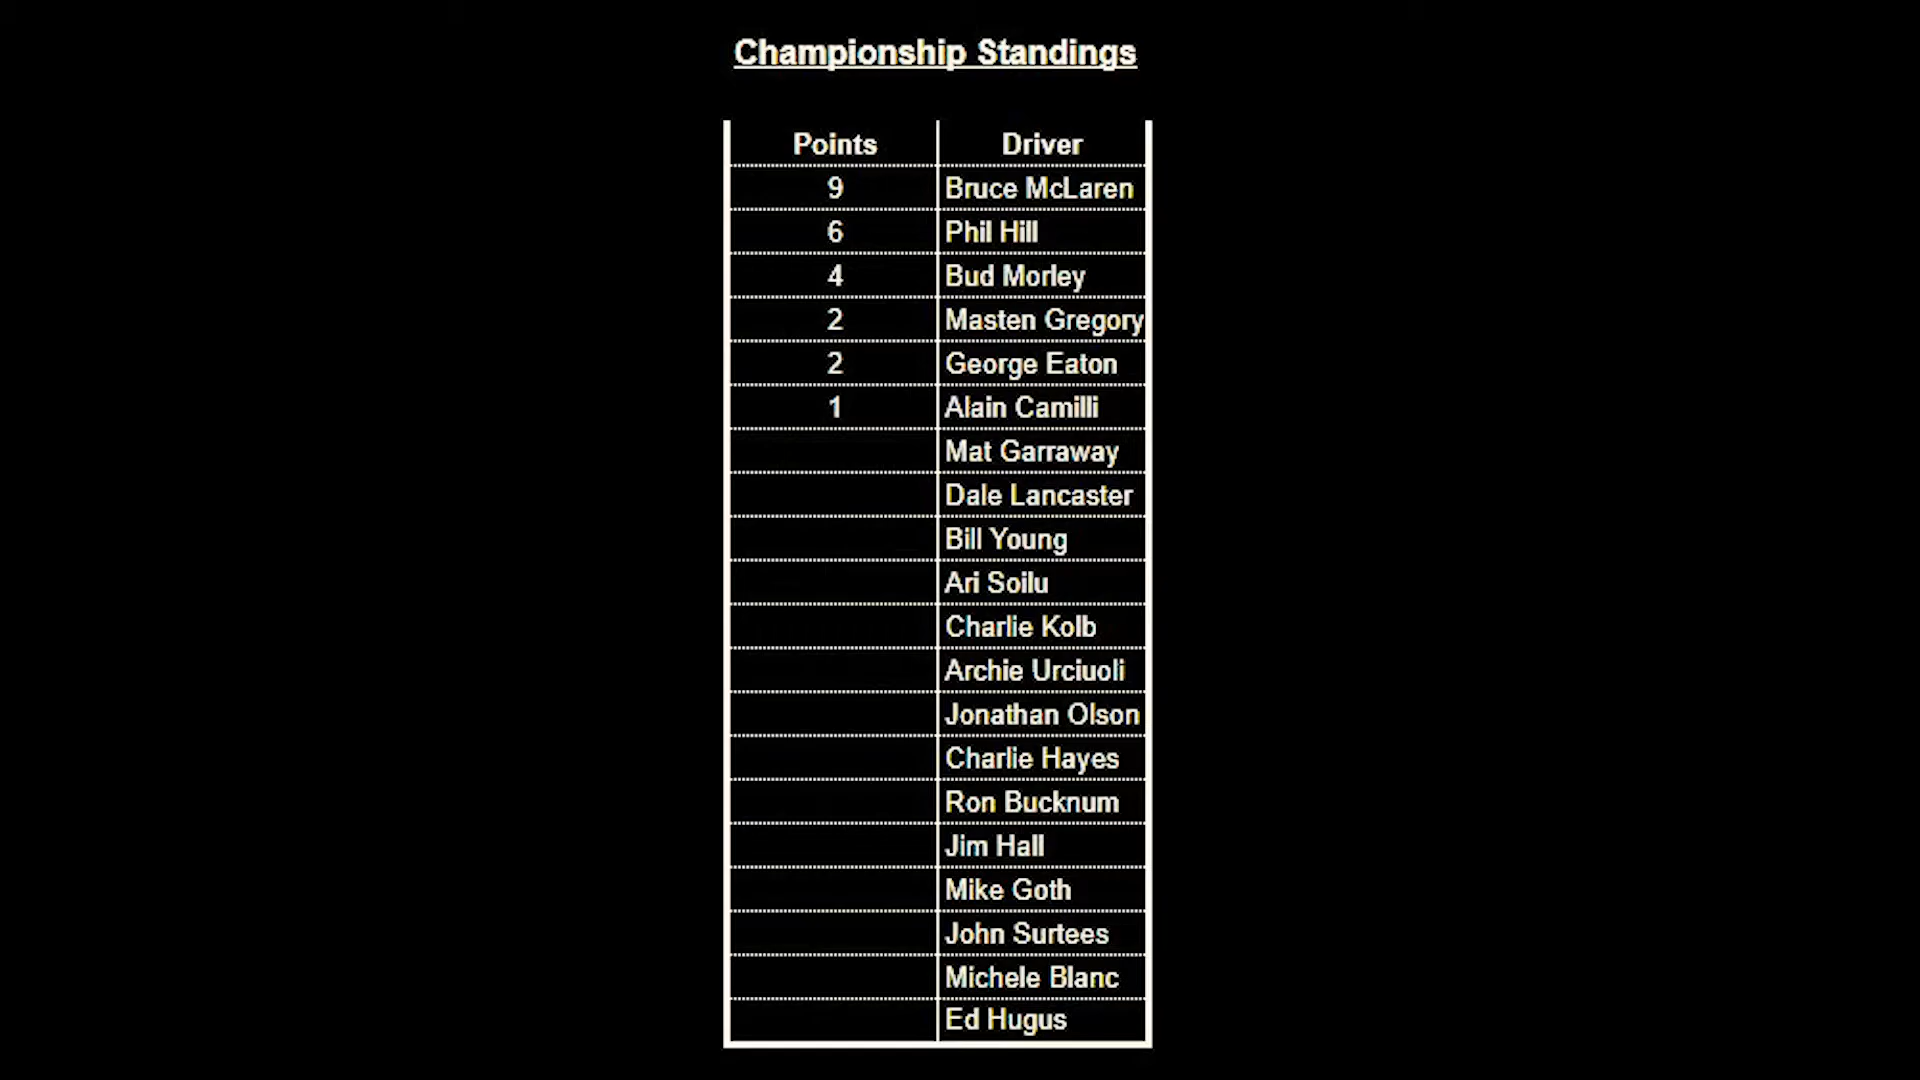 Championship Standings
Points Driver
9 Bruce McLaren
6 Phil Hill
4 Bud Morley
2 Masten Gregory
2 George Eaton
1 Alain Camilli
Mat Garraway
Dale Lancaster
Bill Young
Ari Soilu
Charlie Kolb
Archie Urciuoli
Jonathan Olson
Charlie Hayes
Ron Bucknum
Jim Hall
Mike Goth
John Surtees
Michele Blanc
Ed Hugus